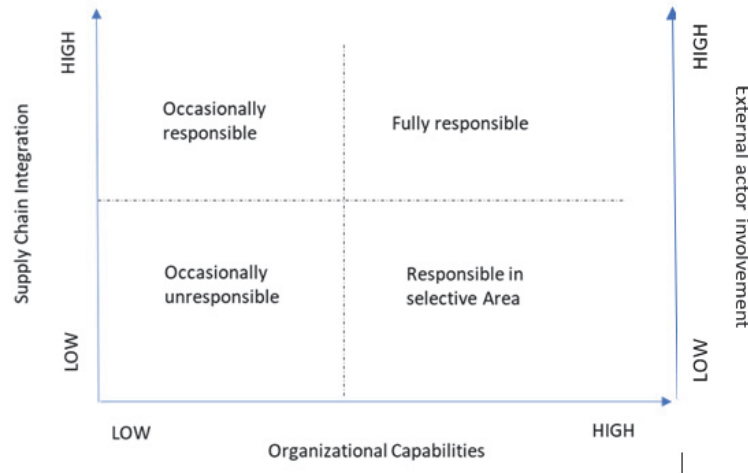 HIGH
HIGH
Occasionally
responsible
Fully responsible
Supply Chain Integration
External actor involvement
Occasionally
unresponsible
Responsible in
selective Area
LOW
LOW
LOW
HIGH
Organizational Capabilities